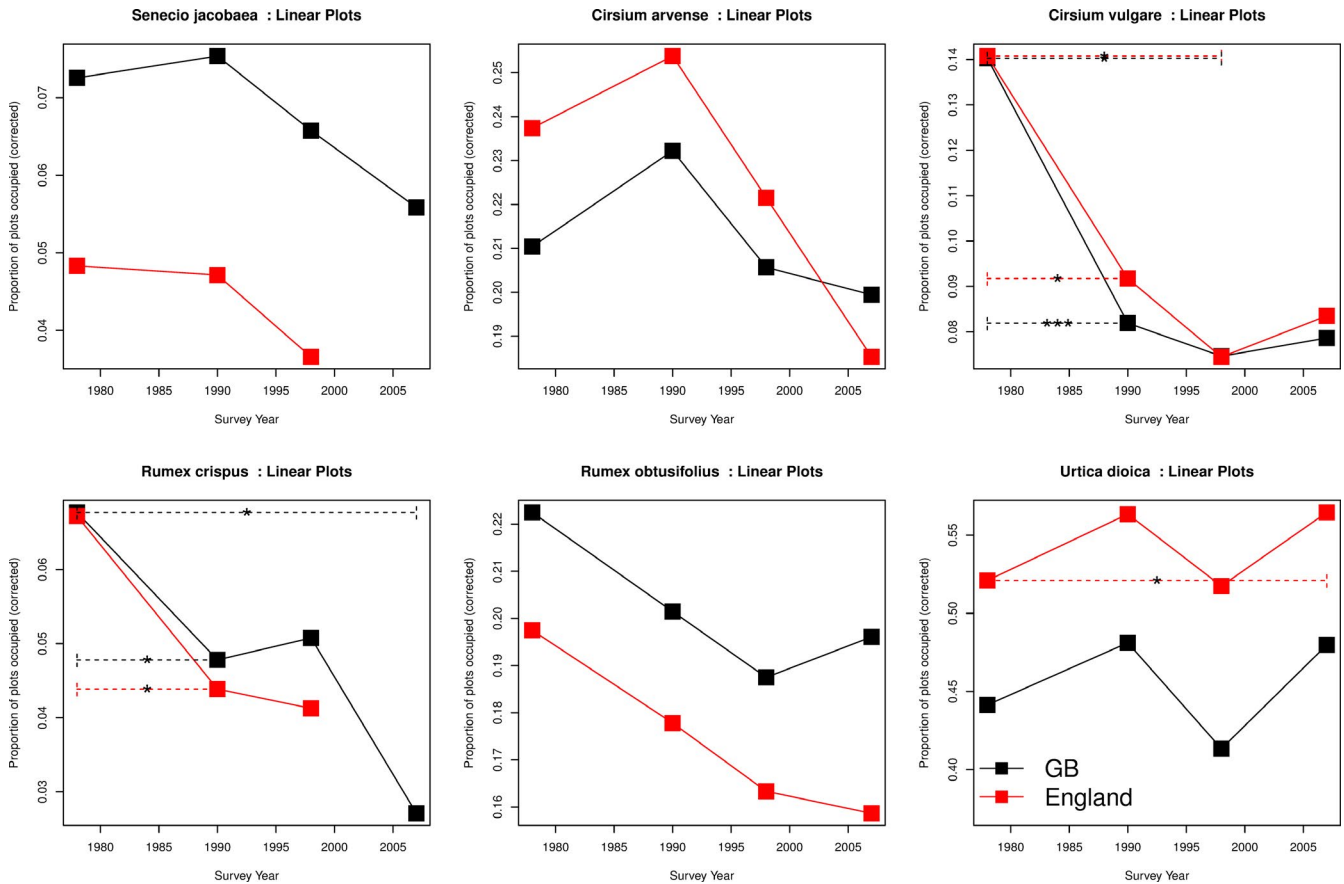 Senecio jacobaea : Linear Plots
Proportion of plots occupied (corrected)
0.07
0.06
0.05
0.04
1980 1985 1990 1995 2000 2005
Survey Year
Cirsium arvense : Linear Plots
Proportion of plots occupied (corrected)
0.25
0.24
0.23
0.22
0.21
0.20
0.19
1980 1985 1990 1995 2000 2005
Survey Year
Cirsium vulgare : Linear Plots
Proportion of plots occupied (corrected)
0.14
0.13
0.12
0.11
0.10
0.09
0.08
*
*
***
1980 1985 1990 1995 2000 2005
Survey Year
Rumex crispus : Linear Plots
Proportion of plots occupied (corrected)
0.06
0.05
0.04
0.03
*
*
*
1980 1985 1990 1995 2000 2005
Survey Year
Rumex obtusifolius : Linear Plots
Proportion of plots occupied (corrected)
0.22
0.21
0.20
0.19
0.18
0.17
0.16
1980 1985 1990 1995 2000 2005
Survey Year
Urtica dioica : Linear Plots
Proportion of plots occupied (corrected)
0.55
0.50
0.45
0.40
*
GB
England
1980 1985 1990 1995 2000 2005
Survey Year